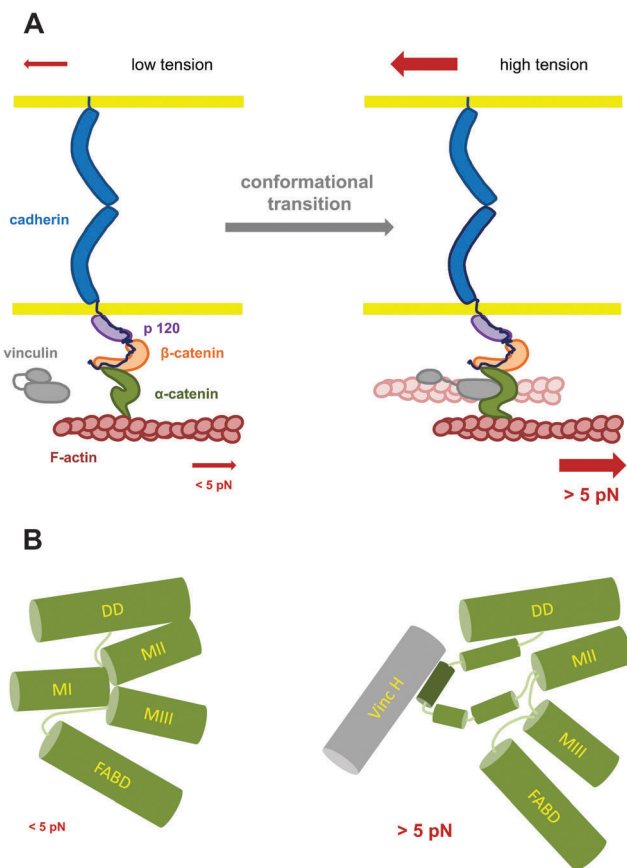 A
low tension
high tension
conformational
transition
cadherin
p 120
vinculin
β-catenin
α-catenin
F-actin
< 5 pN
> 5 pN
B
DD
MII
MI
MIII
FABD
< 5 pN
DD
MII
Vinc H
MIII
FABD
> 5 pN